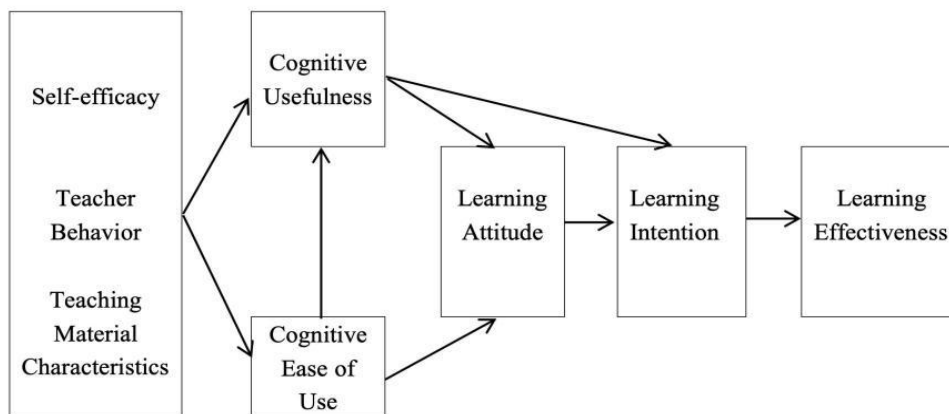 Self-efficacy
Teacher
Behavior
Teaching
Material
Characteristics
Cognitive
Usefulness
Cognitive
Ease of
Use
Learning
Attitude
Learning
Intention
Learning
Effectiveness